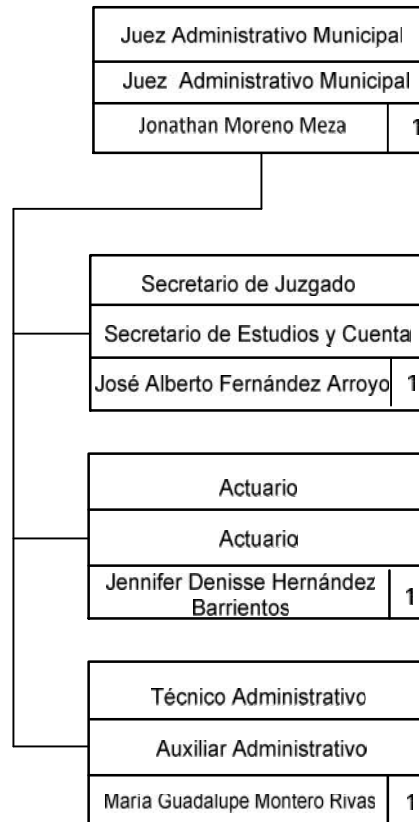 Juez Administrativo Municipal
Juez Administrativo Municipal
Jonathan Moreno Meza 1
Secretario de Juzgado
Secretario de Estudios y Cuenta
José Alberto Fernández Arroyo 1
Actuario
Actuario
Jennifer Denisse Hernández
Barrientos 1
Técnico Administrativo
Auxiliar Administrativo
Maria Guadalupe Montero Rivas 1